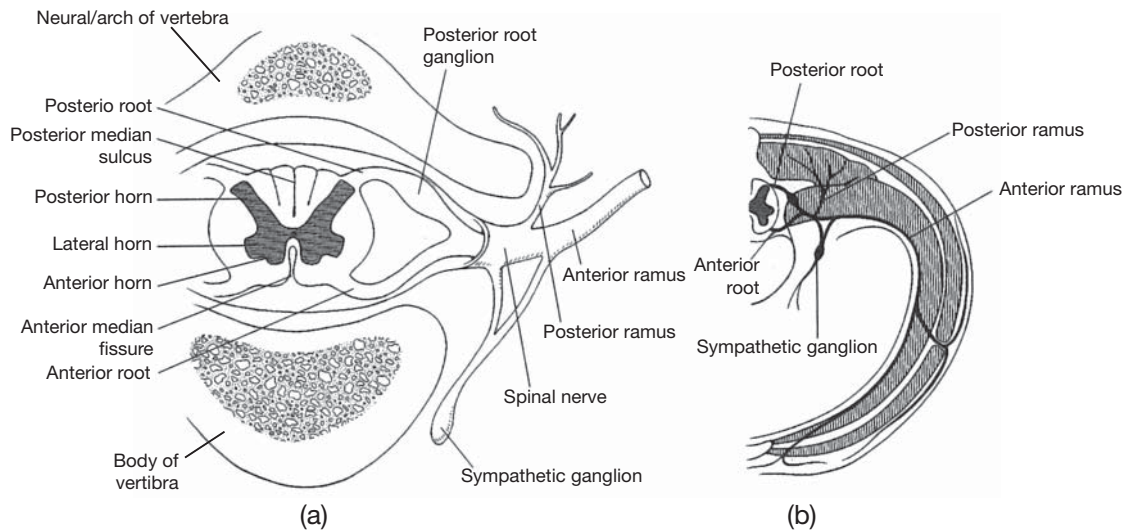 Neural/arch of vertebra
Posterior root
ganglion
Posterio root
Posterior median
sulcus
Posterior horn
Lateral horn
Anterior horn
Anterior median
fissure
Anterior root
Body of
vertibra
Anterior ramus
Posterior ramus
Spinal nerve
Sympathetic ganglion
(a)
Posterior root
Posterior ramus
Anterior ramus
Anterior
root
Sympathetic ganglion
(b)